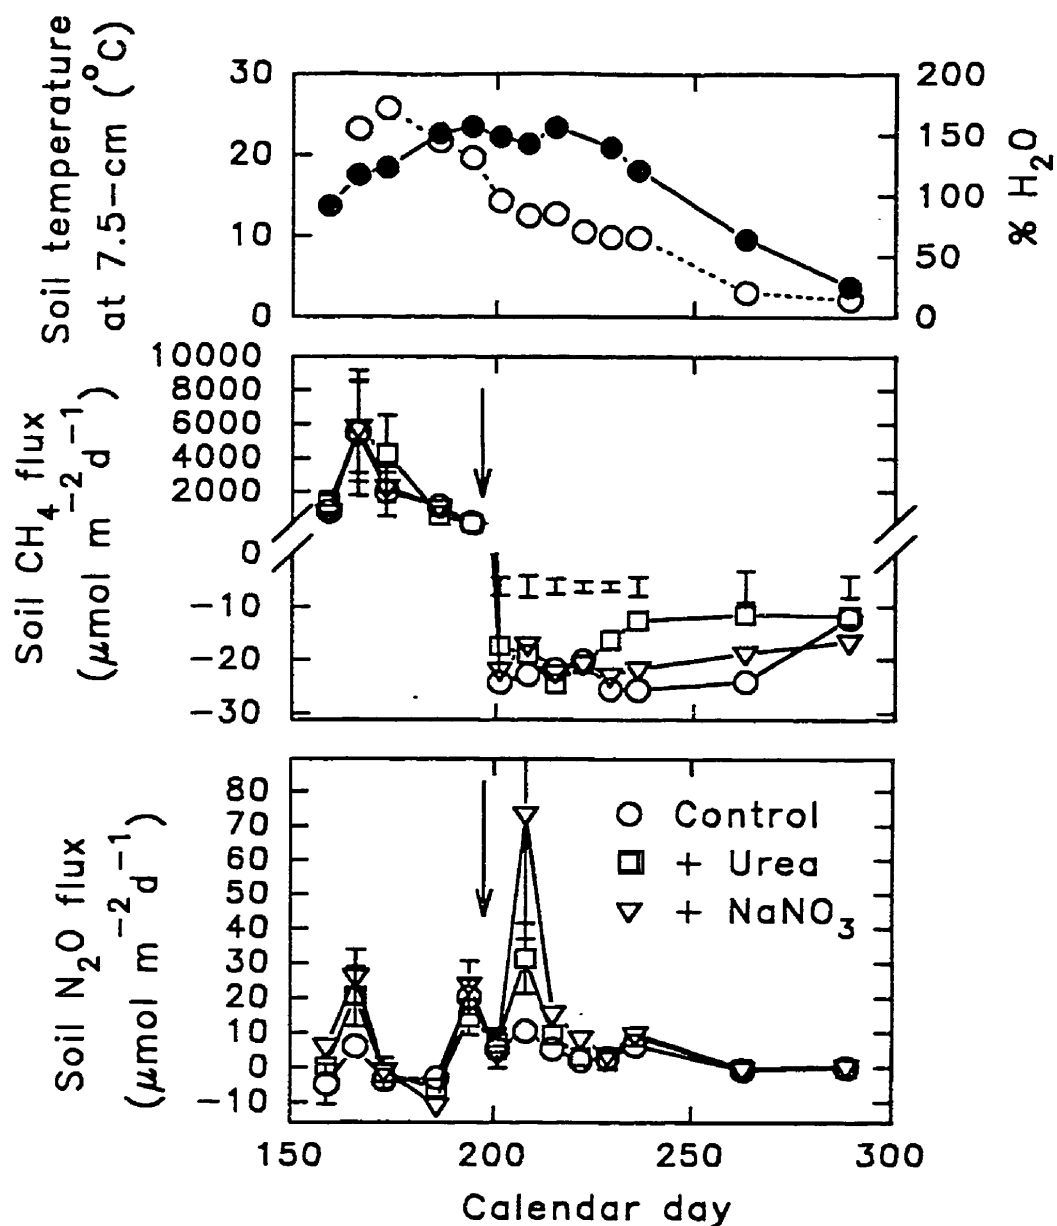 Soil temperature
at 7.5-cm (°C)
30
20
10
0
200
150
100
50
0
% H₂O
Soil CH₄ flux
(μmol m⁻² d⁻¹)
10000
8000
6000
4000
2000
0
-10
-20
-30
Soil N₂O flux
(μmol m⁻² d⁻¹)
80
70
60
50
40
30
20
10
0
-10
Control
+ Urea
+ NaNO₃
150
200
250
300
Calendar day